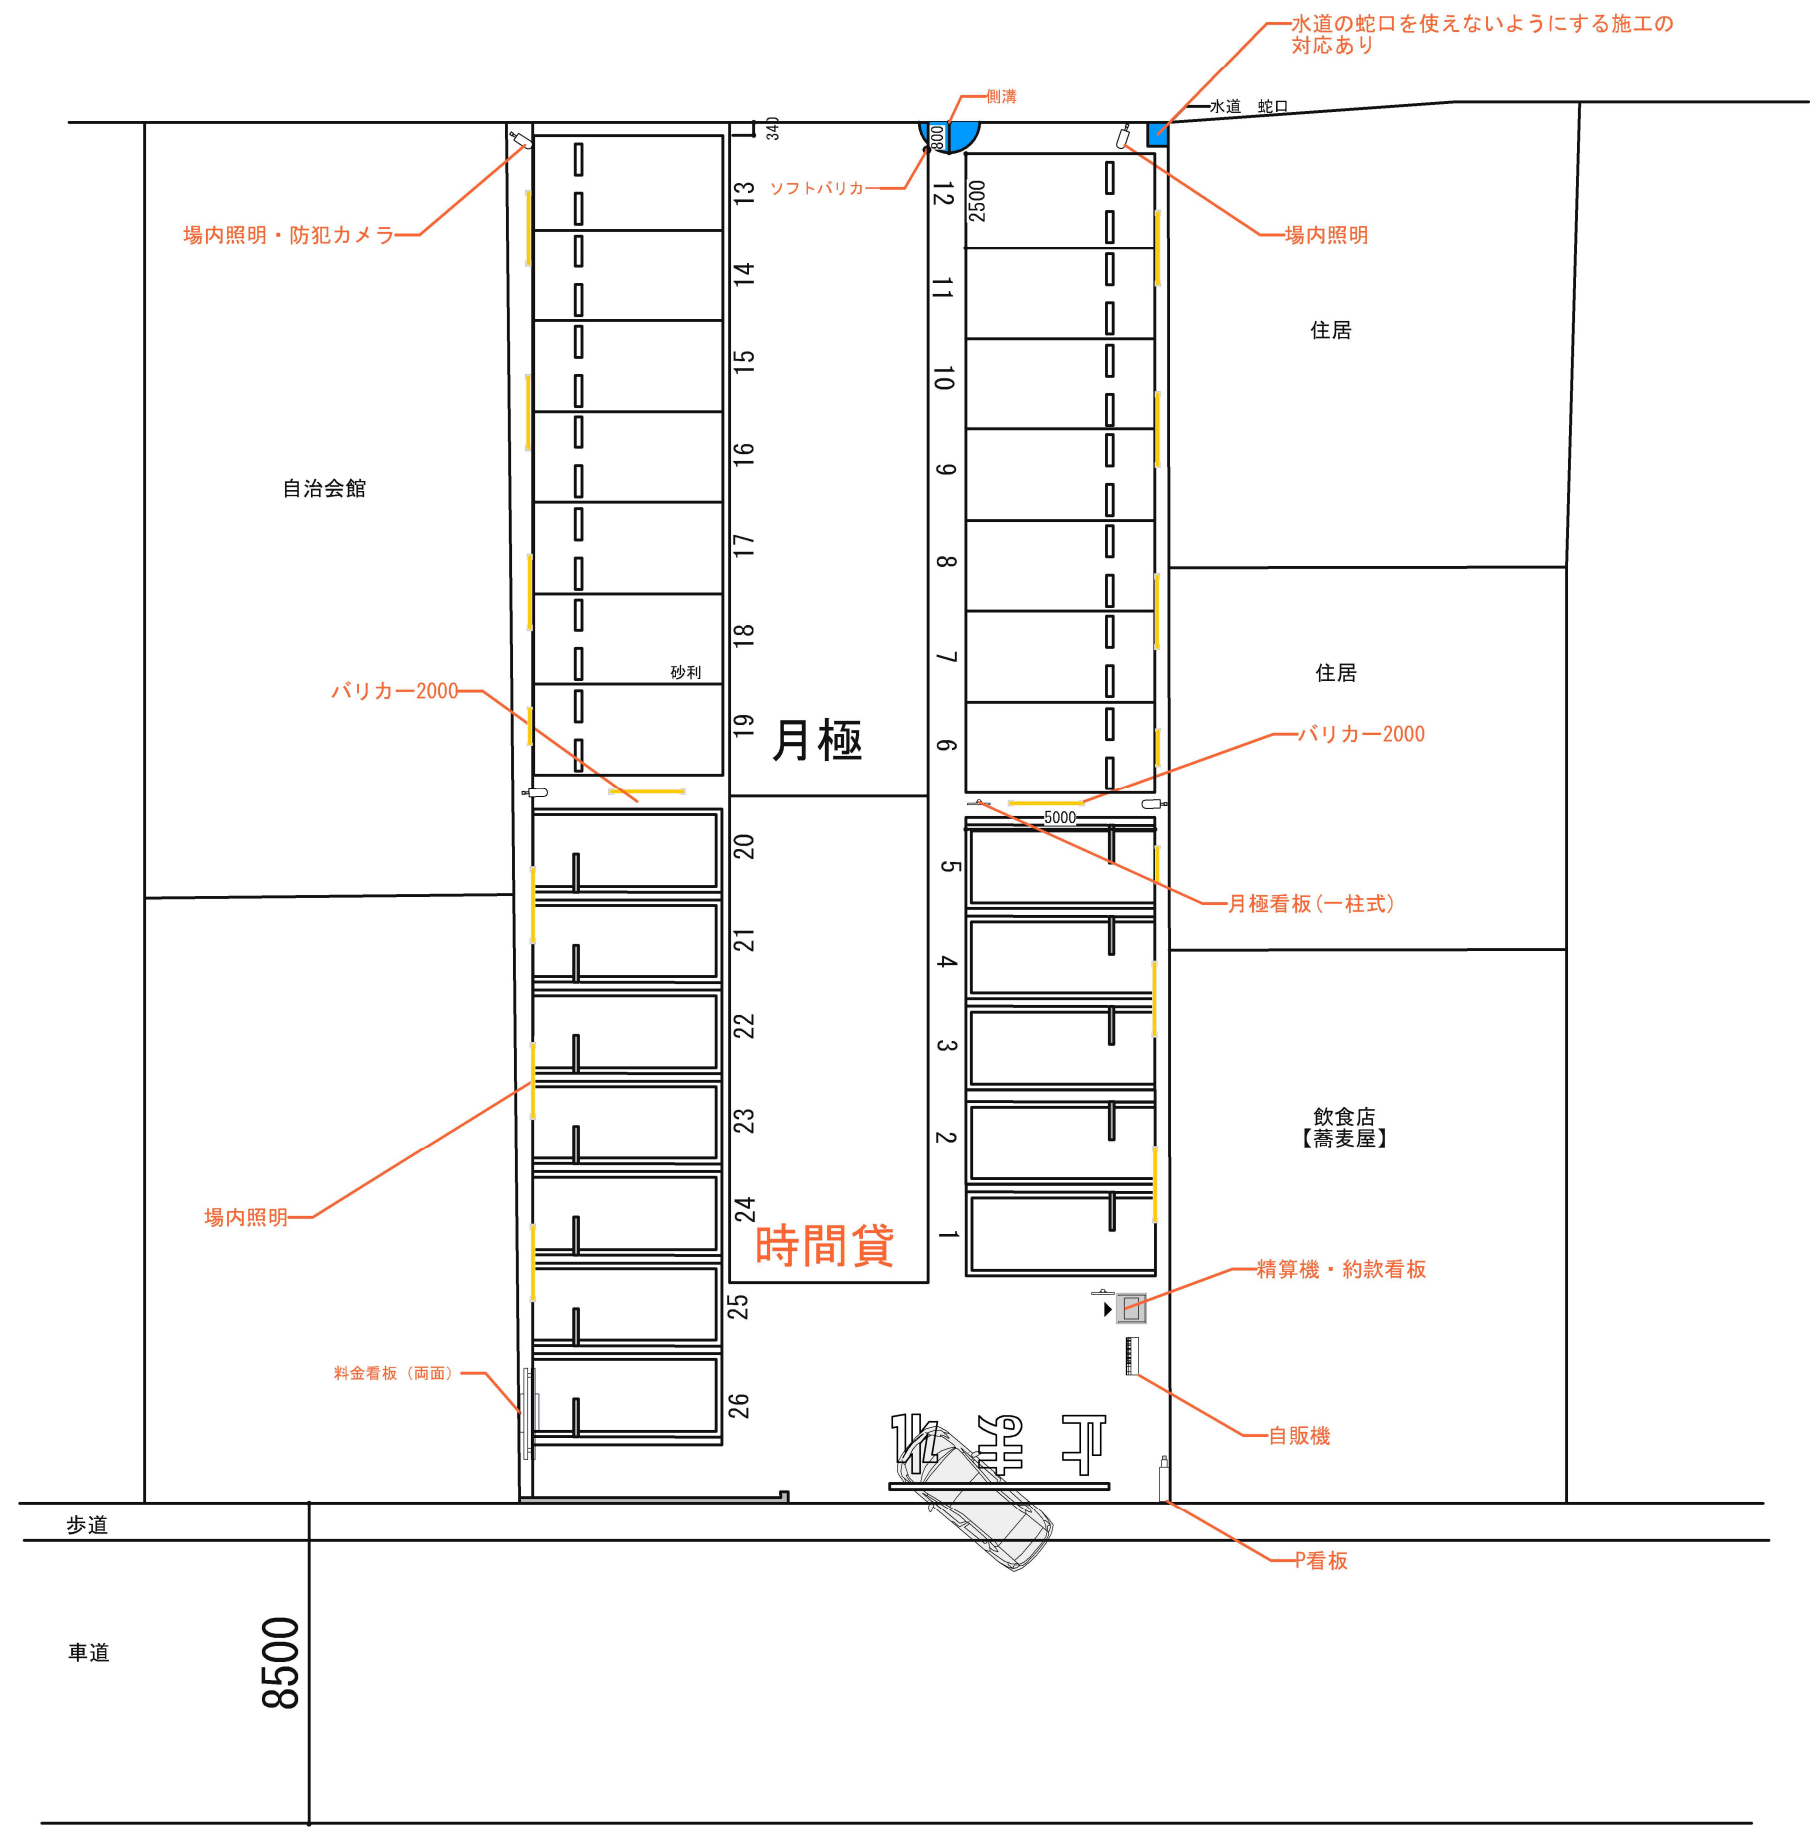 水道の蛇口を使えないようにする施工の
対応あり
側溝
水道 蛇口
340
800
ソフトバリカー
場内照明・防犯カメラ
場内照明
13
14
15
16
17
18
19
12
11
10
9
8
7
6
2500
住居
自治会館
砂利
バリカー2000
月極
住居
バリカー2000
5000
月極看板(一柱式)
20
21
22
23
24
25
26
5
4
3
2
1
飲食店
【蕎麦屋】
場内照明
時間貸
精算機・約款看板
料金看板（両面）
自販機
P看板
歩道
車道
8500